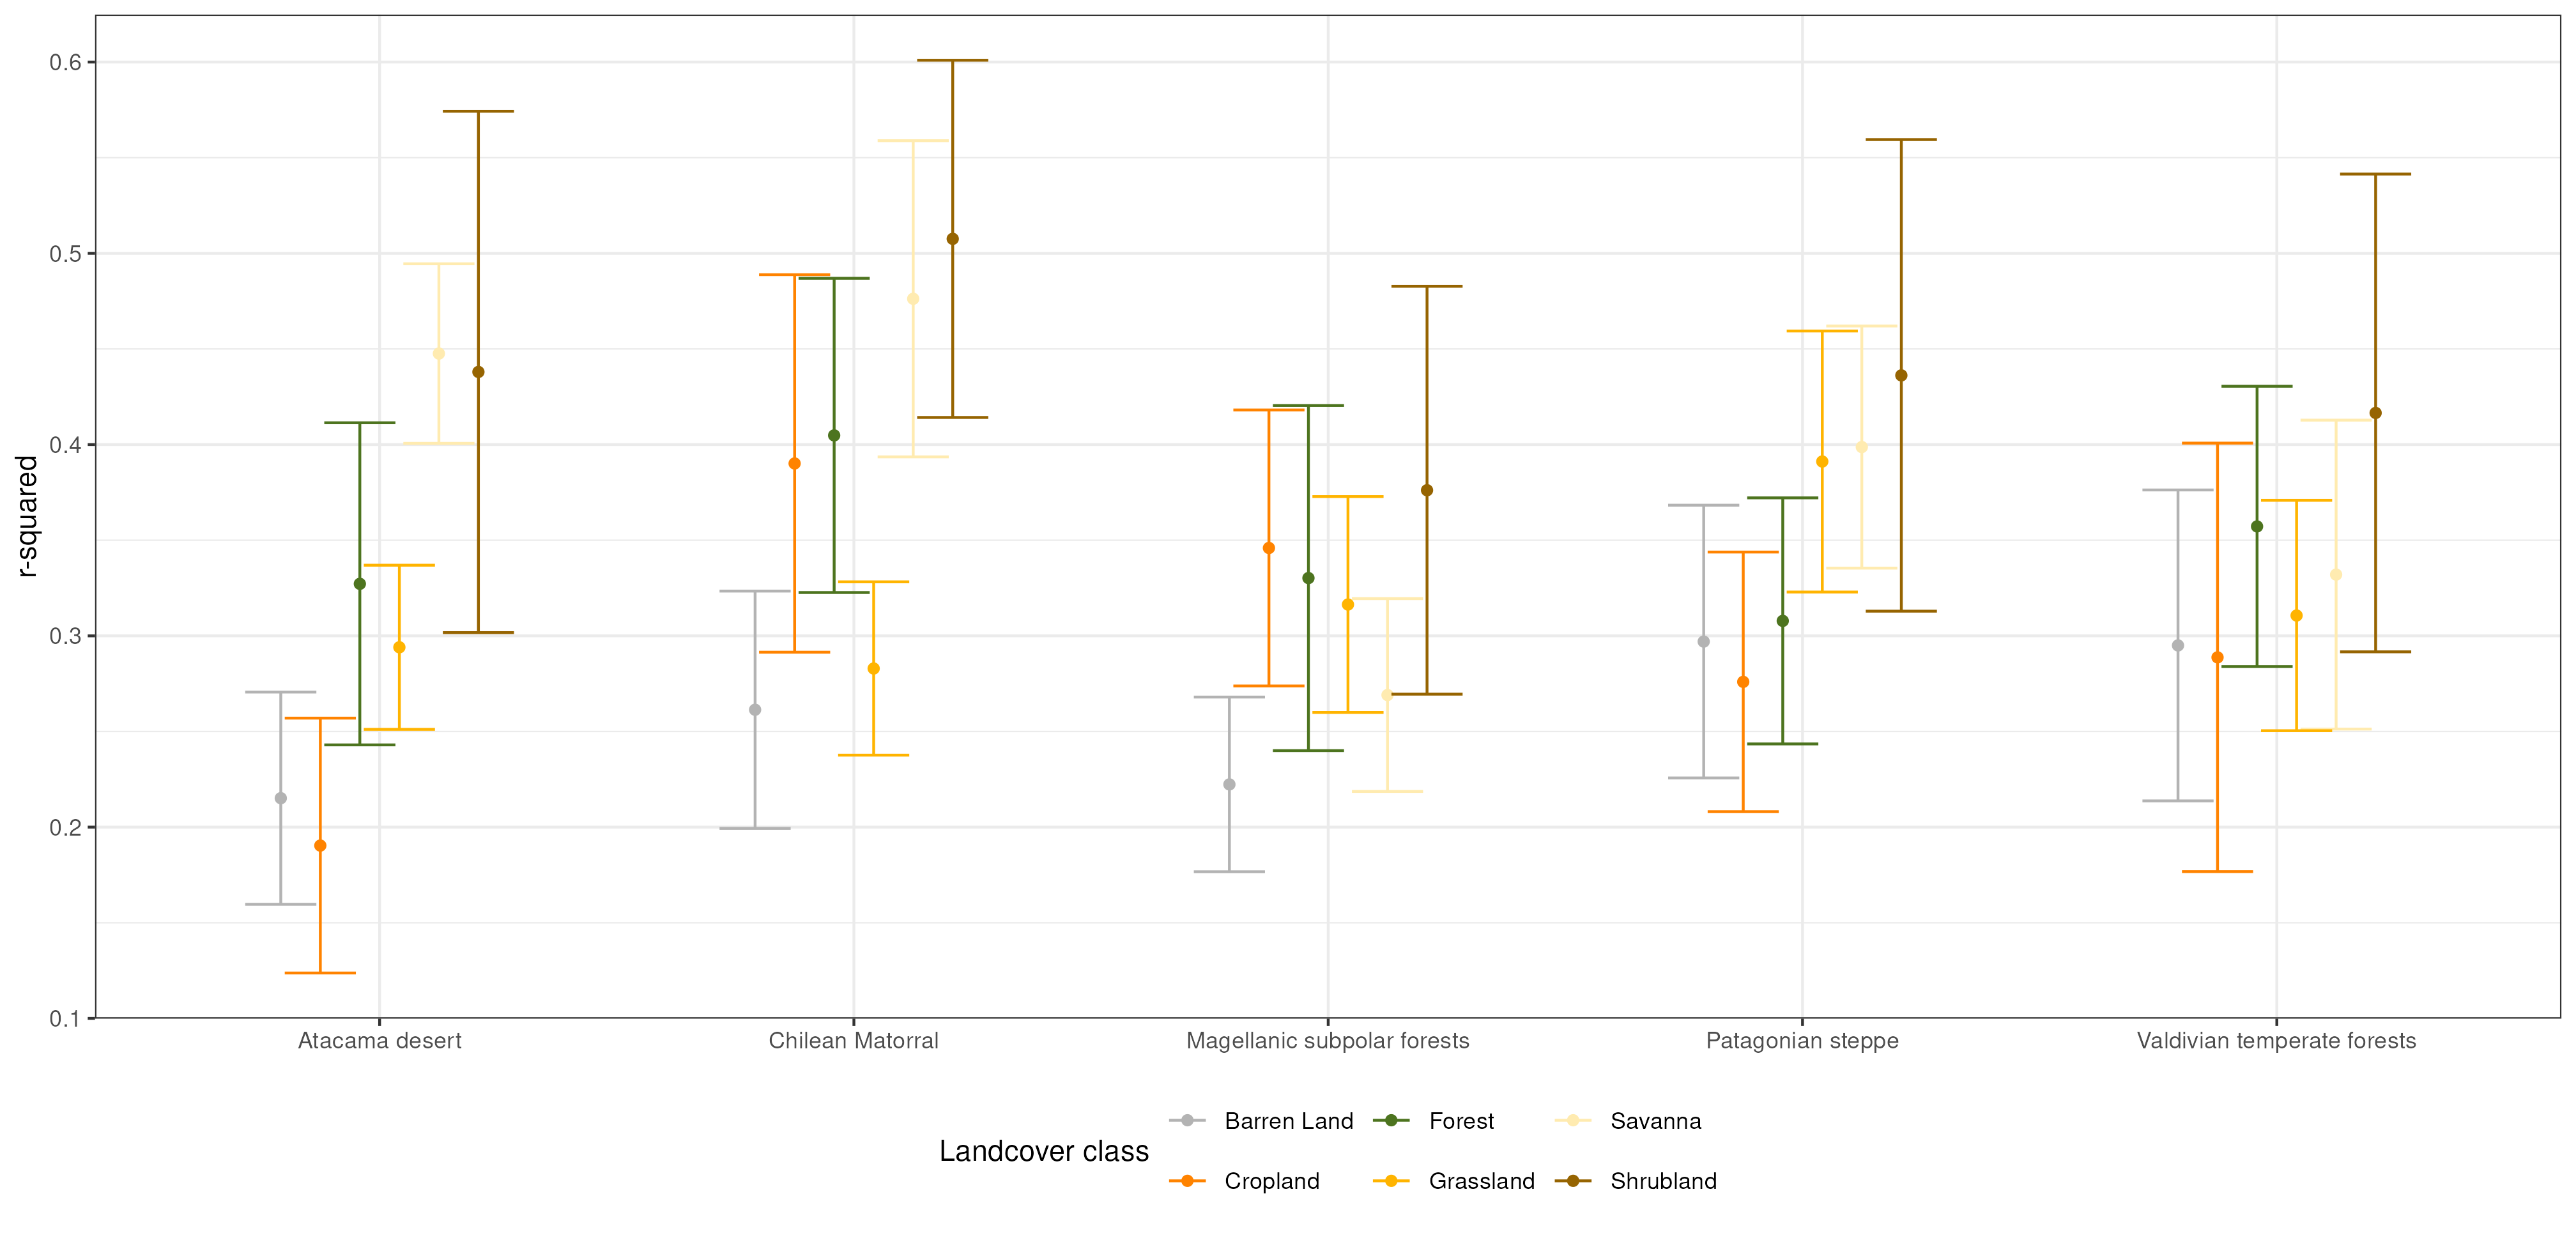 0.6
0.5
0.4
0.3
0.2
0.1
r-squared
Atacama desert Chilean Matorral Magellanic subpolar forests Patagonian steppe Valdivian temperate forests
Landcover class
Barren Land Forest Savanna
Cropland Grassland Shrubland